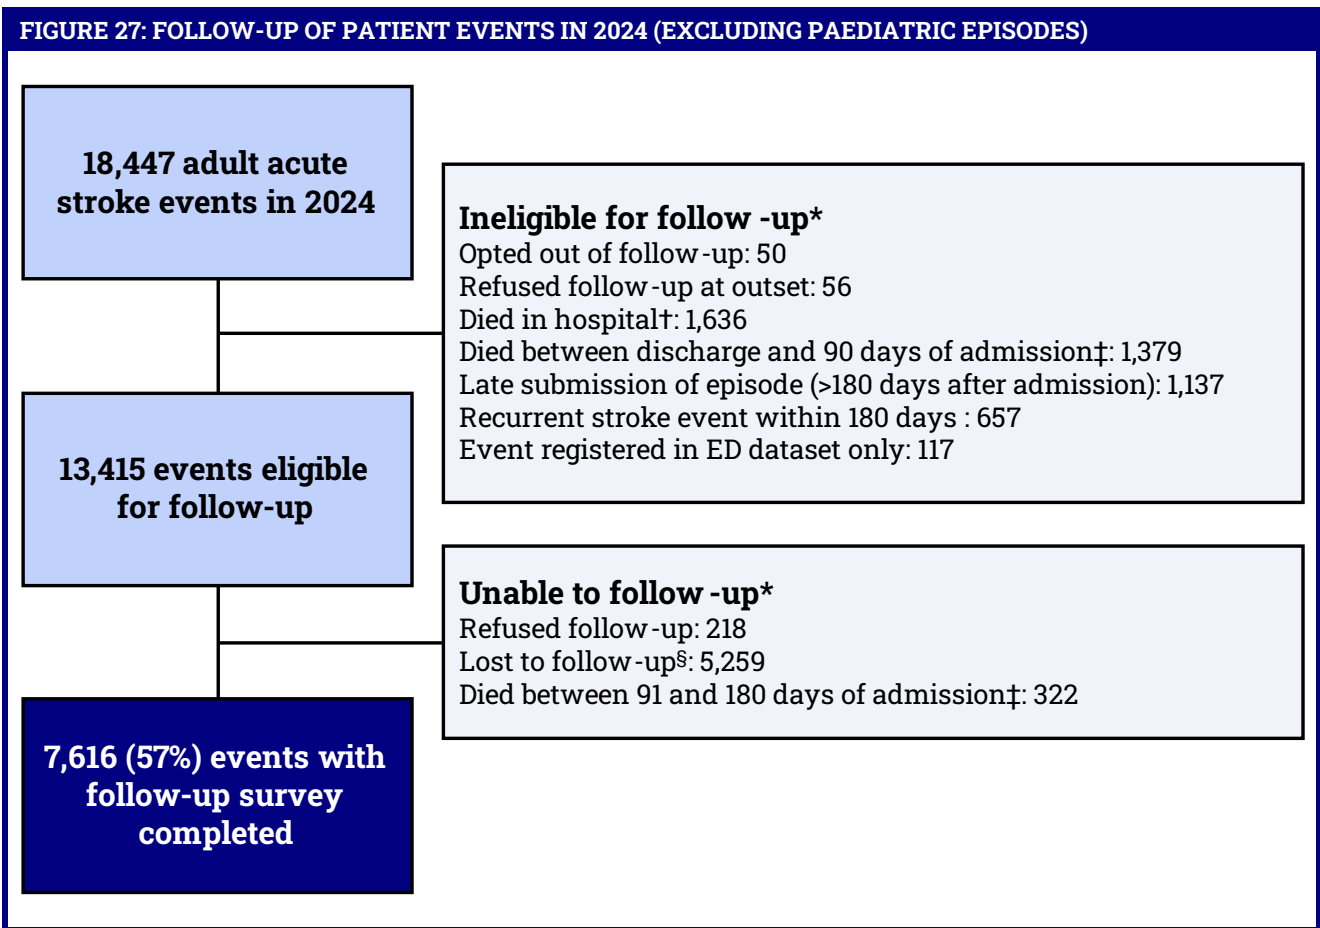 FIGURE 27: FOLLOW-UP OF PATIENT EVENTS IN 2024 (EXCLUDING PAEDIATRIC EPISODES)
18,447 adult acute
stroke events in 2024
Ineligible for follow -up*
Opted out of follow-up: 50
Refused follow-up at outset: 56
Died in hospital†: 1,636
Died between discharge and 90 days of admission‡: 1,379
Late submission of episode (>180 days after admission): 1,137
Recurrent stroke event within 180 days : 657
Event registered in ED dataset only: 117
13,415 events eligible
for follow-up
Unable to follow -up*
Refused follow-up: 218
Lost to follow-up§: 5,259
Died between 91 and 180 days of admission‡: 322
7,616 (57%) events with
follow-up survey
completed